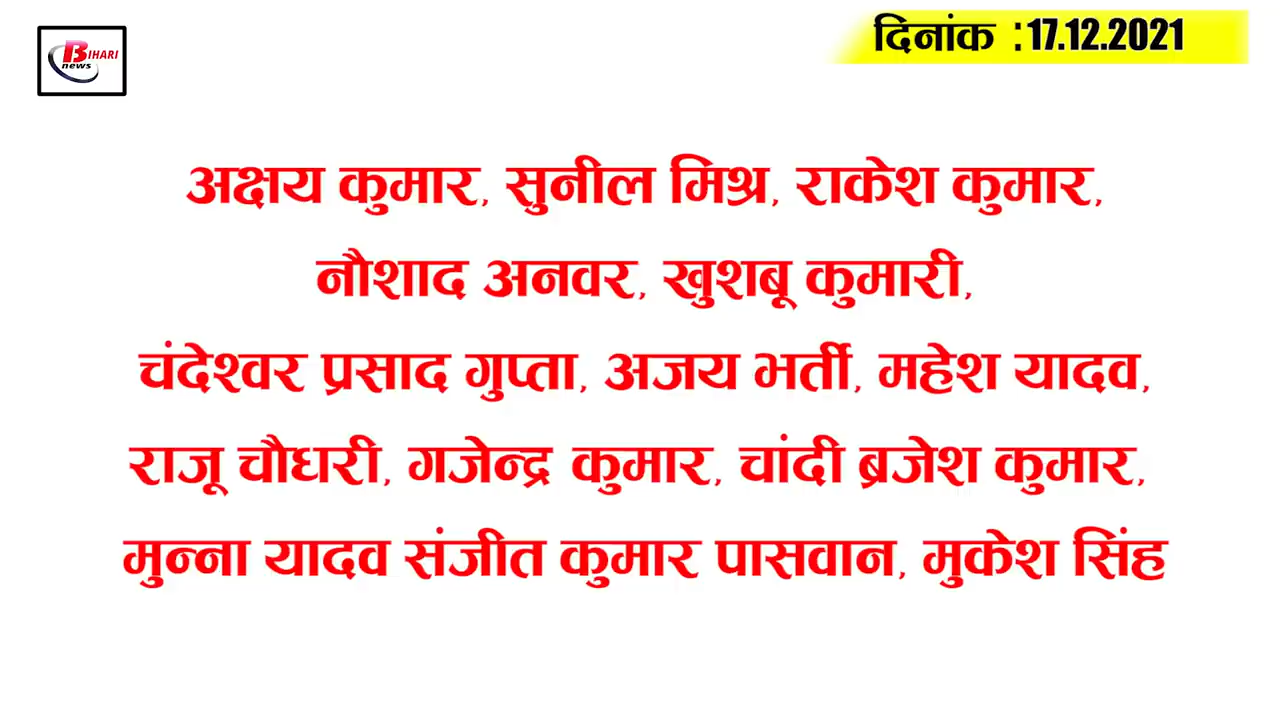 BIHARI
news
दिनांक : 17.12.2021
अक्षय कुमार, सुनील मिश्र, राकेश कुमार,
नौशाद अनवर, खुशबू कुमारी,
चंदेश्वर प्रसाद गुप्ता, अजय भर्ती, महेश यादव,
राजू चौधरी, गजेन्द्र कुमार, चांदी ब्रजेश कुमार,
मुन्ना यादव संजीत कुमार पासवान, मुकेश सिंह